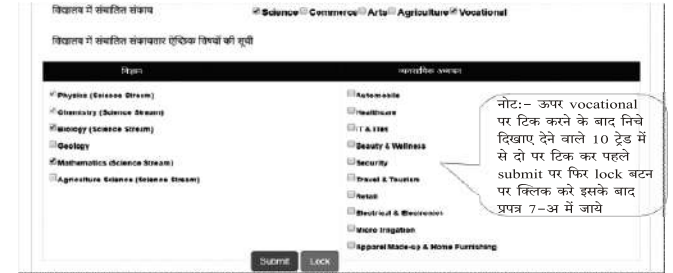 विद्यालय में संचालित संकाय Science Commerce Arts Agriculture Vocational
विद्यालय में संचालित संकायवार ऐच्छिक विषयों की सूची
विज्ञान व्यवसायिक अध्ययन
Physics (Science Stream)
Chemistry (Science Stream)
Biology (Science Stream)
Geology
Mathematics (Science Stream)
Agriculture Science (Science Stream)
Automobile
Healthcare
IT & ITES
Beauty & Wellness
Security
Travel & Tourism
Retail
Electrical & Electronics
Micro Irrigation
Apparel Made-up & Home Furnishing
नोट:- ऊपर vocational
पर टिक करने के बाद निचे
दिखाए देने वाले 10 ट्रेड में
से दो पर टिक कर पहले
submit पर फिर lock बटन
पर क्लिक करे इसके बाद
प्रपत्र 7-अ में जाये
Submit Lock